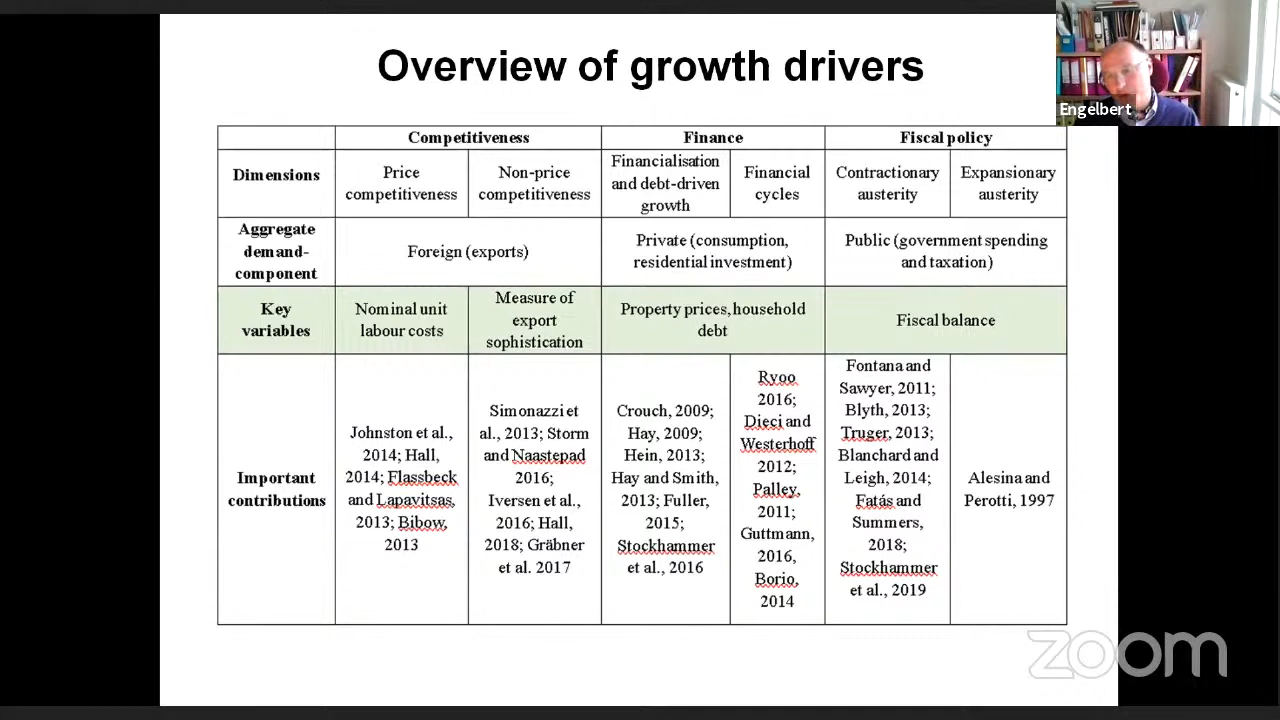 Overview of growth drivers
Engelbert
Competitiveness
Finance
Fiscal policy
Dimensions
Price
competitiveness
Non-price
competitiveness
Financialisation
and debt-driven
growth
Financial
cycles
Contractionary
austerity
Expansionary
austerity
Aggregate
demand-
component
Foreign (exports)
Private (consumption,
residential investment)
Public (government spending
and taxation)
Key
variables
Nominal unit
labour costs
Measure of
export
sophistication
Property prices, household
debt
Fiscal balance
Important
contributions
Johnston et al.,
2014; Hall,
2014; Flassbeck
and Lapavitsas,
2013; Bibow,
2013
Simonazzi et
al., 2013; Storm
and Naastepad
2016;
Iversen et al.,
2016; Hall,
2018; Gräbner
et al. 2017
Crouch, 2009;
Hay, 2009;
Hein, 2013;
Hay and Smith,
2013; Fuller,
2015;
Stockhammer
et al., 2016
Ryoo
2016;
Dieci and
Westerhoff
2012;
Palley,
2011;
Guttmann,
2016,
Borio,
2014
Fontana and
Sawyer, 2011;
Blyth, 2013;
Truger, 2013;
Blanchard and
Leigh, 2014;
Fatás and
Summers,
2018;
Stockhammer
et al., 2019
Alesina and
Perotti, 1997
zoom